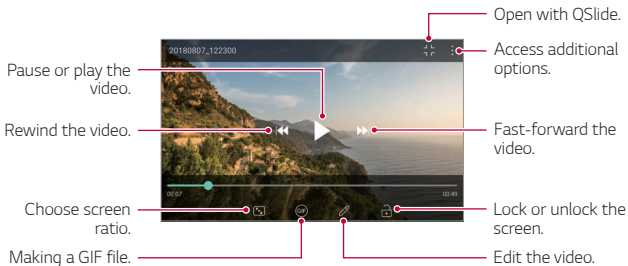 Open with QSlide.
20180807_122300
Access additional
options.
Pause or play the
video.
Rewind the video.
Fast-forward the
video.
00:07
00:49
Choose screen
ratio.
GIF
Lock or unlock the
screen.
Making a GIF file.
Edit the video.